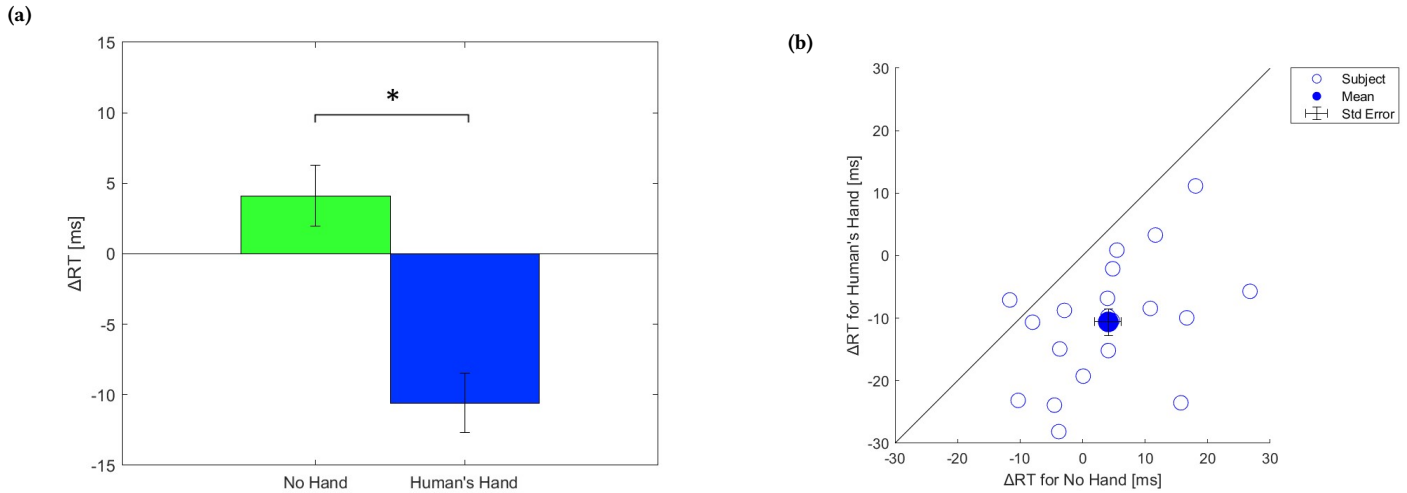 (a)
15
10
5
0
-5
-10
-15
ΔRT [ms]
*
No Hand Human's Hand
(b)
30
20
10
0
-10
-20
-30
ΔRT for Human's Hand [ms]
-30 -20 -10 0 10 20 30
ΔRT for No Hand [ms]
Subject
Mean
Std Error